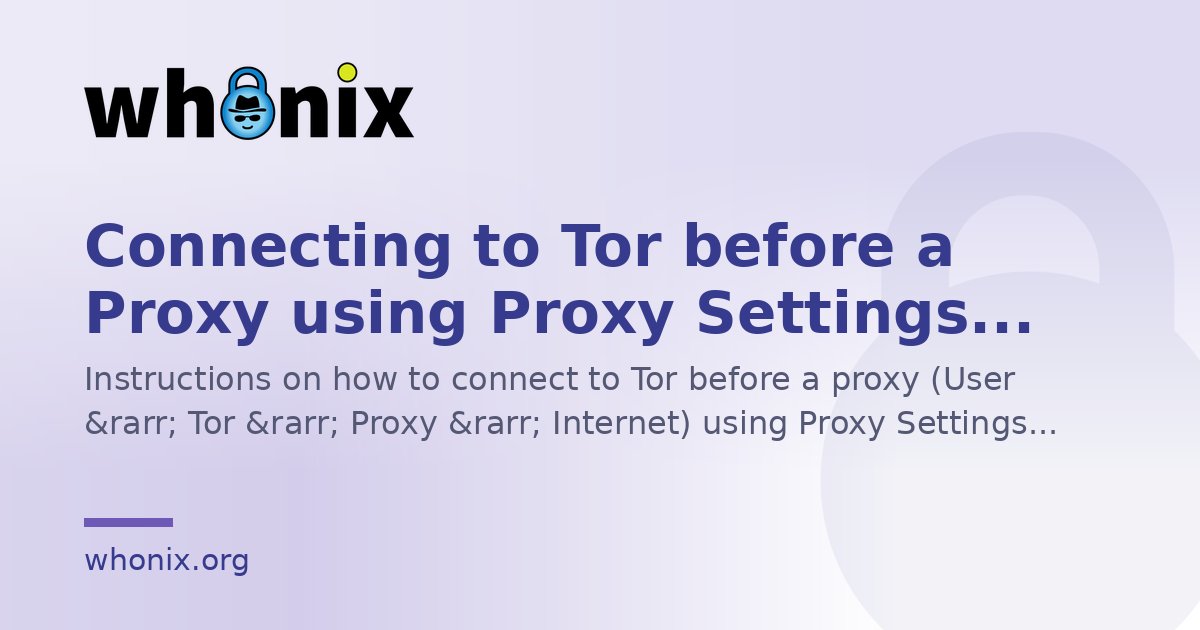 whonix
Connecting to Tor before a
Proxy using Proxy Settings...
Instructions on how to connect to Tor before a proxy (User
&rarr; Tor &rarr; Proxy &rarr; Internet) using Proxy Settings...
whonix.org